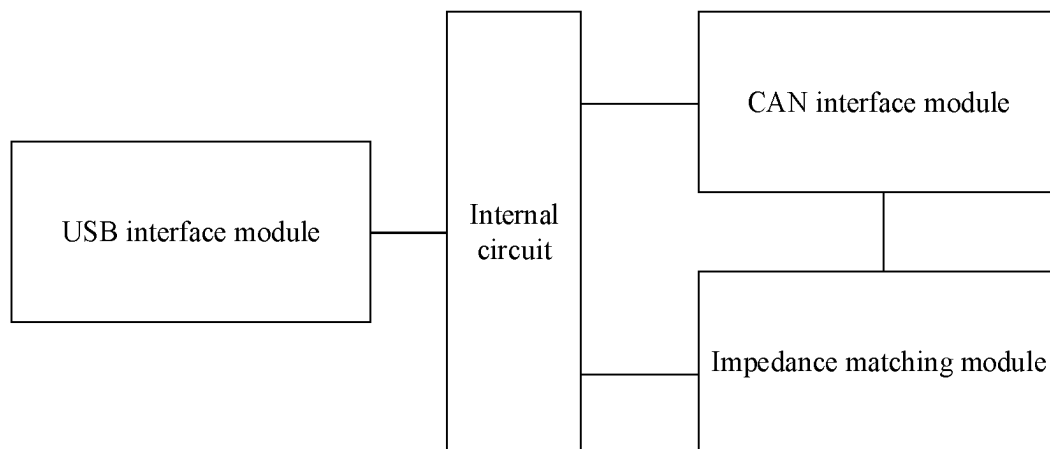 CAN interface module
USB interface module
Internal
circuit
Impedance matching module